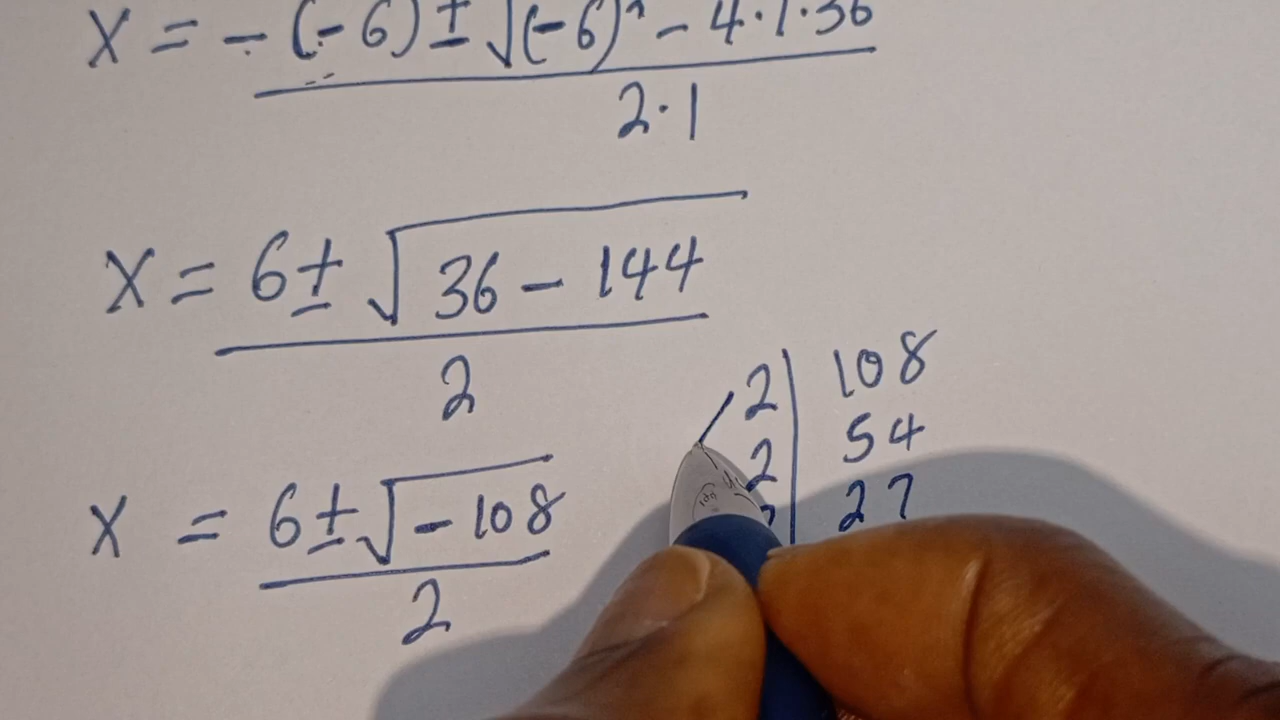 X = -(-6) ± √(-6)² - 4·1·36
2·1
X = 6 ± √36 - 144
2
X = 6 ± √-108
2
2 | 108
2 | 54
27